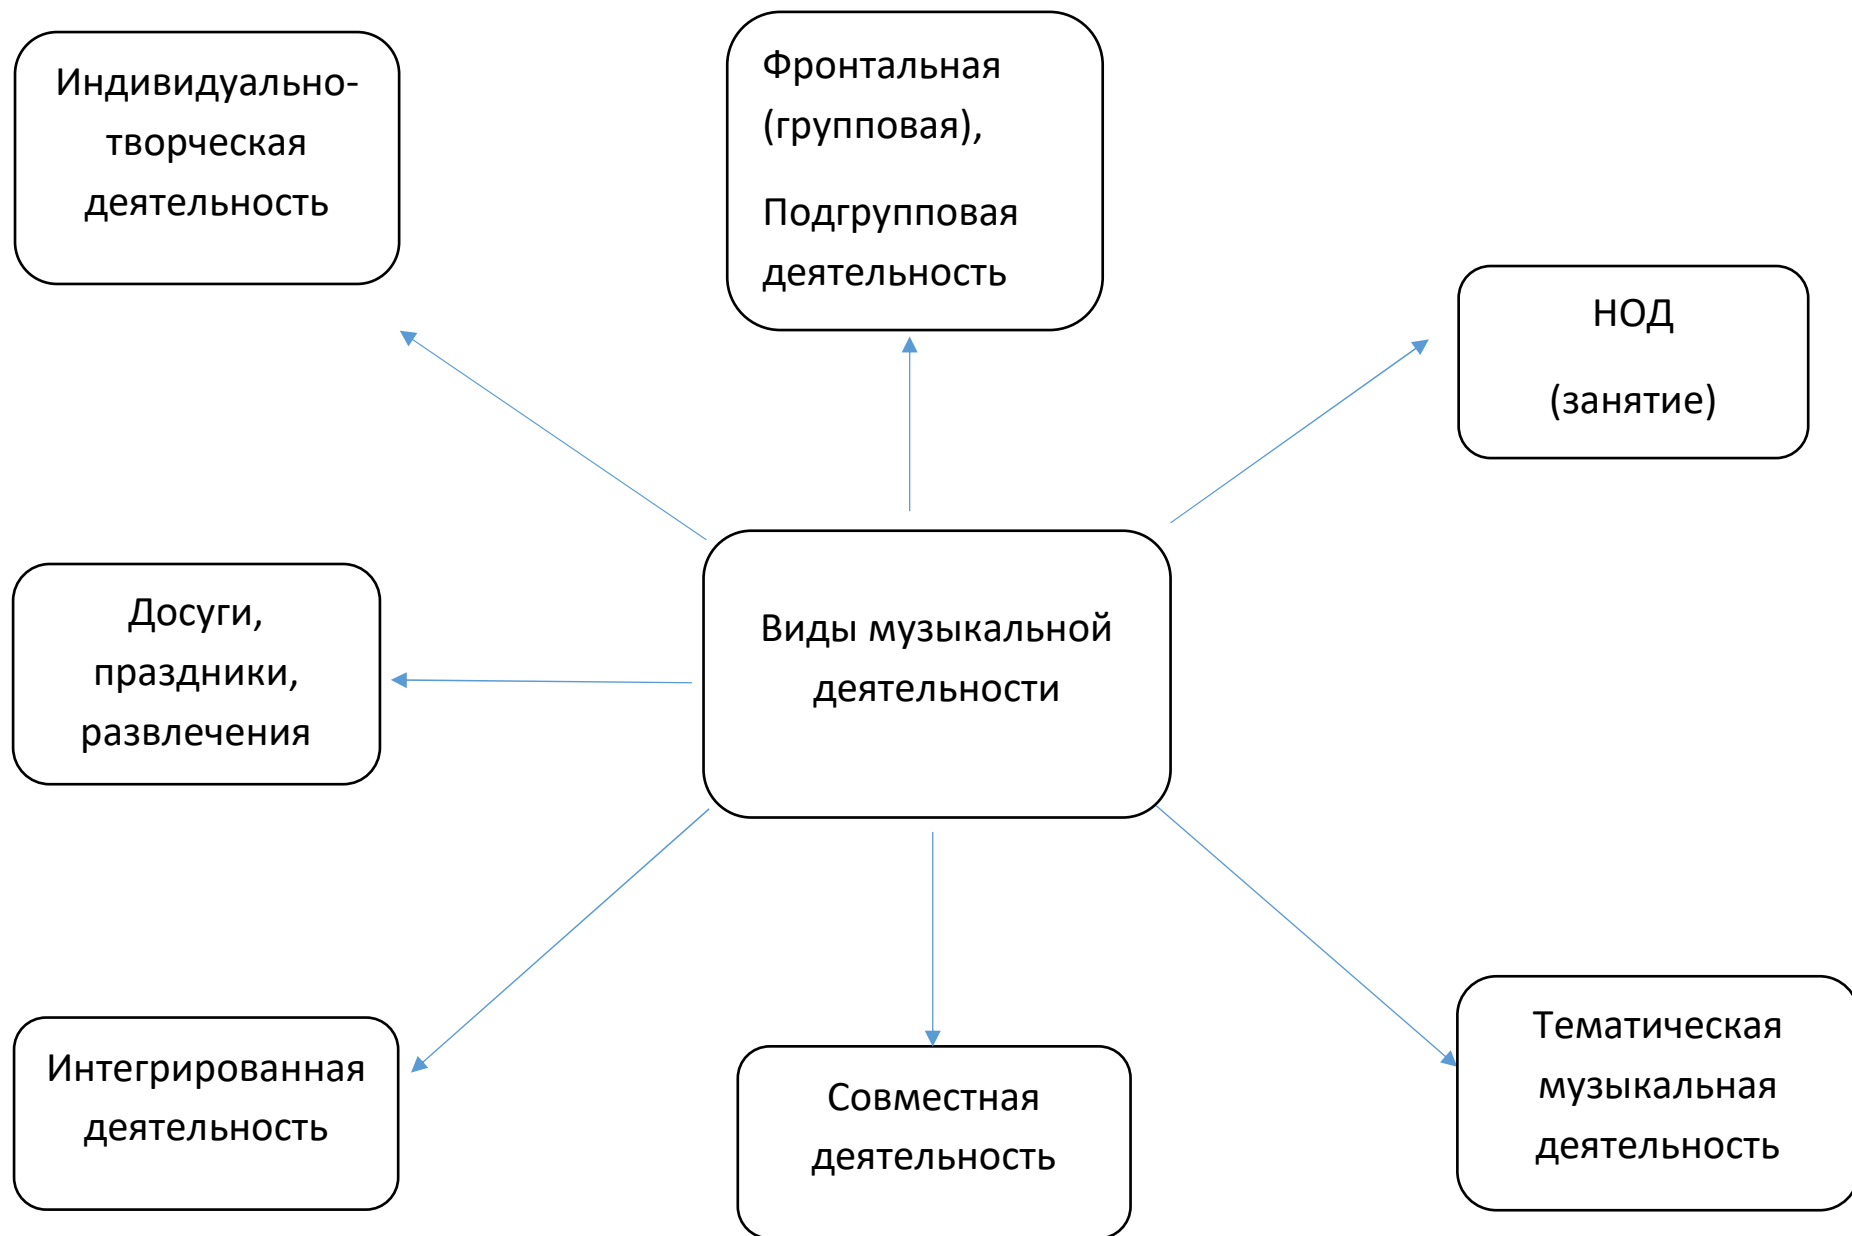 Индивидуально-
творческая
деятельность
Фронтальная
(групповая),
Подгрупповая
деятельность
НОД
(занятие)
Досуги,
праздники,
развлечения
Виды музыкальной
деятельности
Интегрированная
деятельность
Совместная
деятельность
Тематическая
музыкальная
деятельность